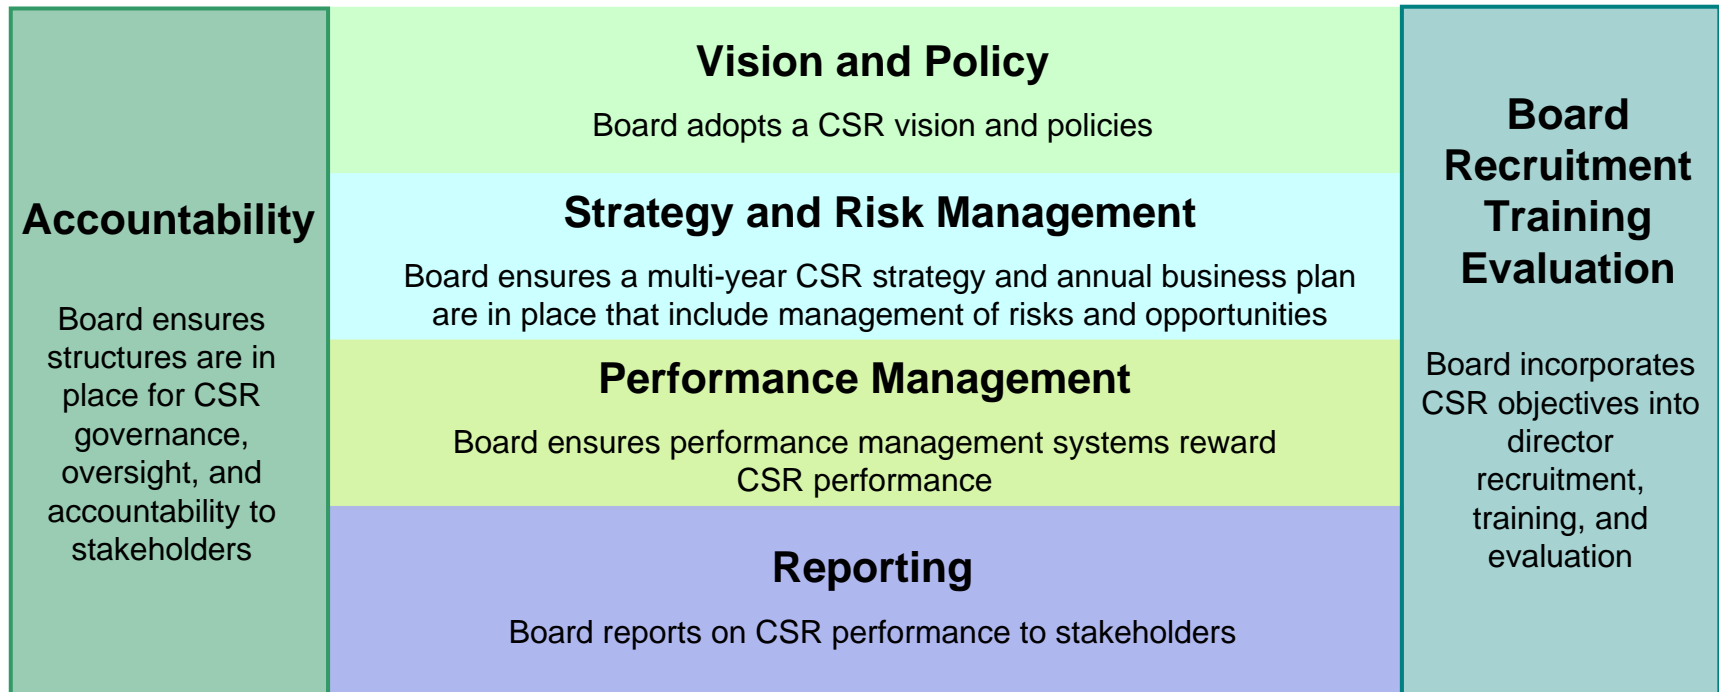 Accountability
Board ensures
structures are in
place for CSR
governance,
oversight, and
accountability to
stakeholders
Vision and Policy
Board adopts a CSR vision and policies
Strategy and Risk Management
Board ensures a multi-year CSR strategy and annual business plan
are in place that include management of risks and opportunities
Performance Management
Board ensures performance management systems reward
CSR performance
Reporting
Board reports on CSR performance to stakeholders
Board
Recruitment
Training
Evaluation
Board incorporates
CSR objectives into
director
recruitment,
training, and
evaluation